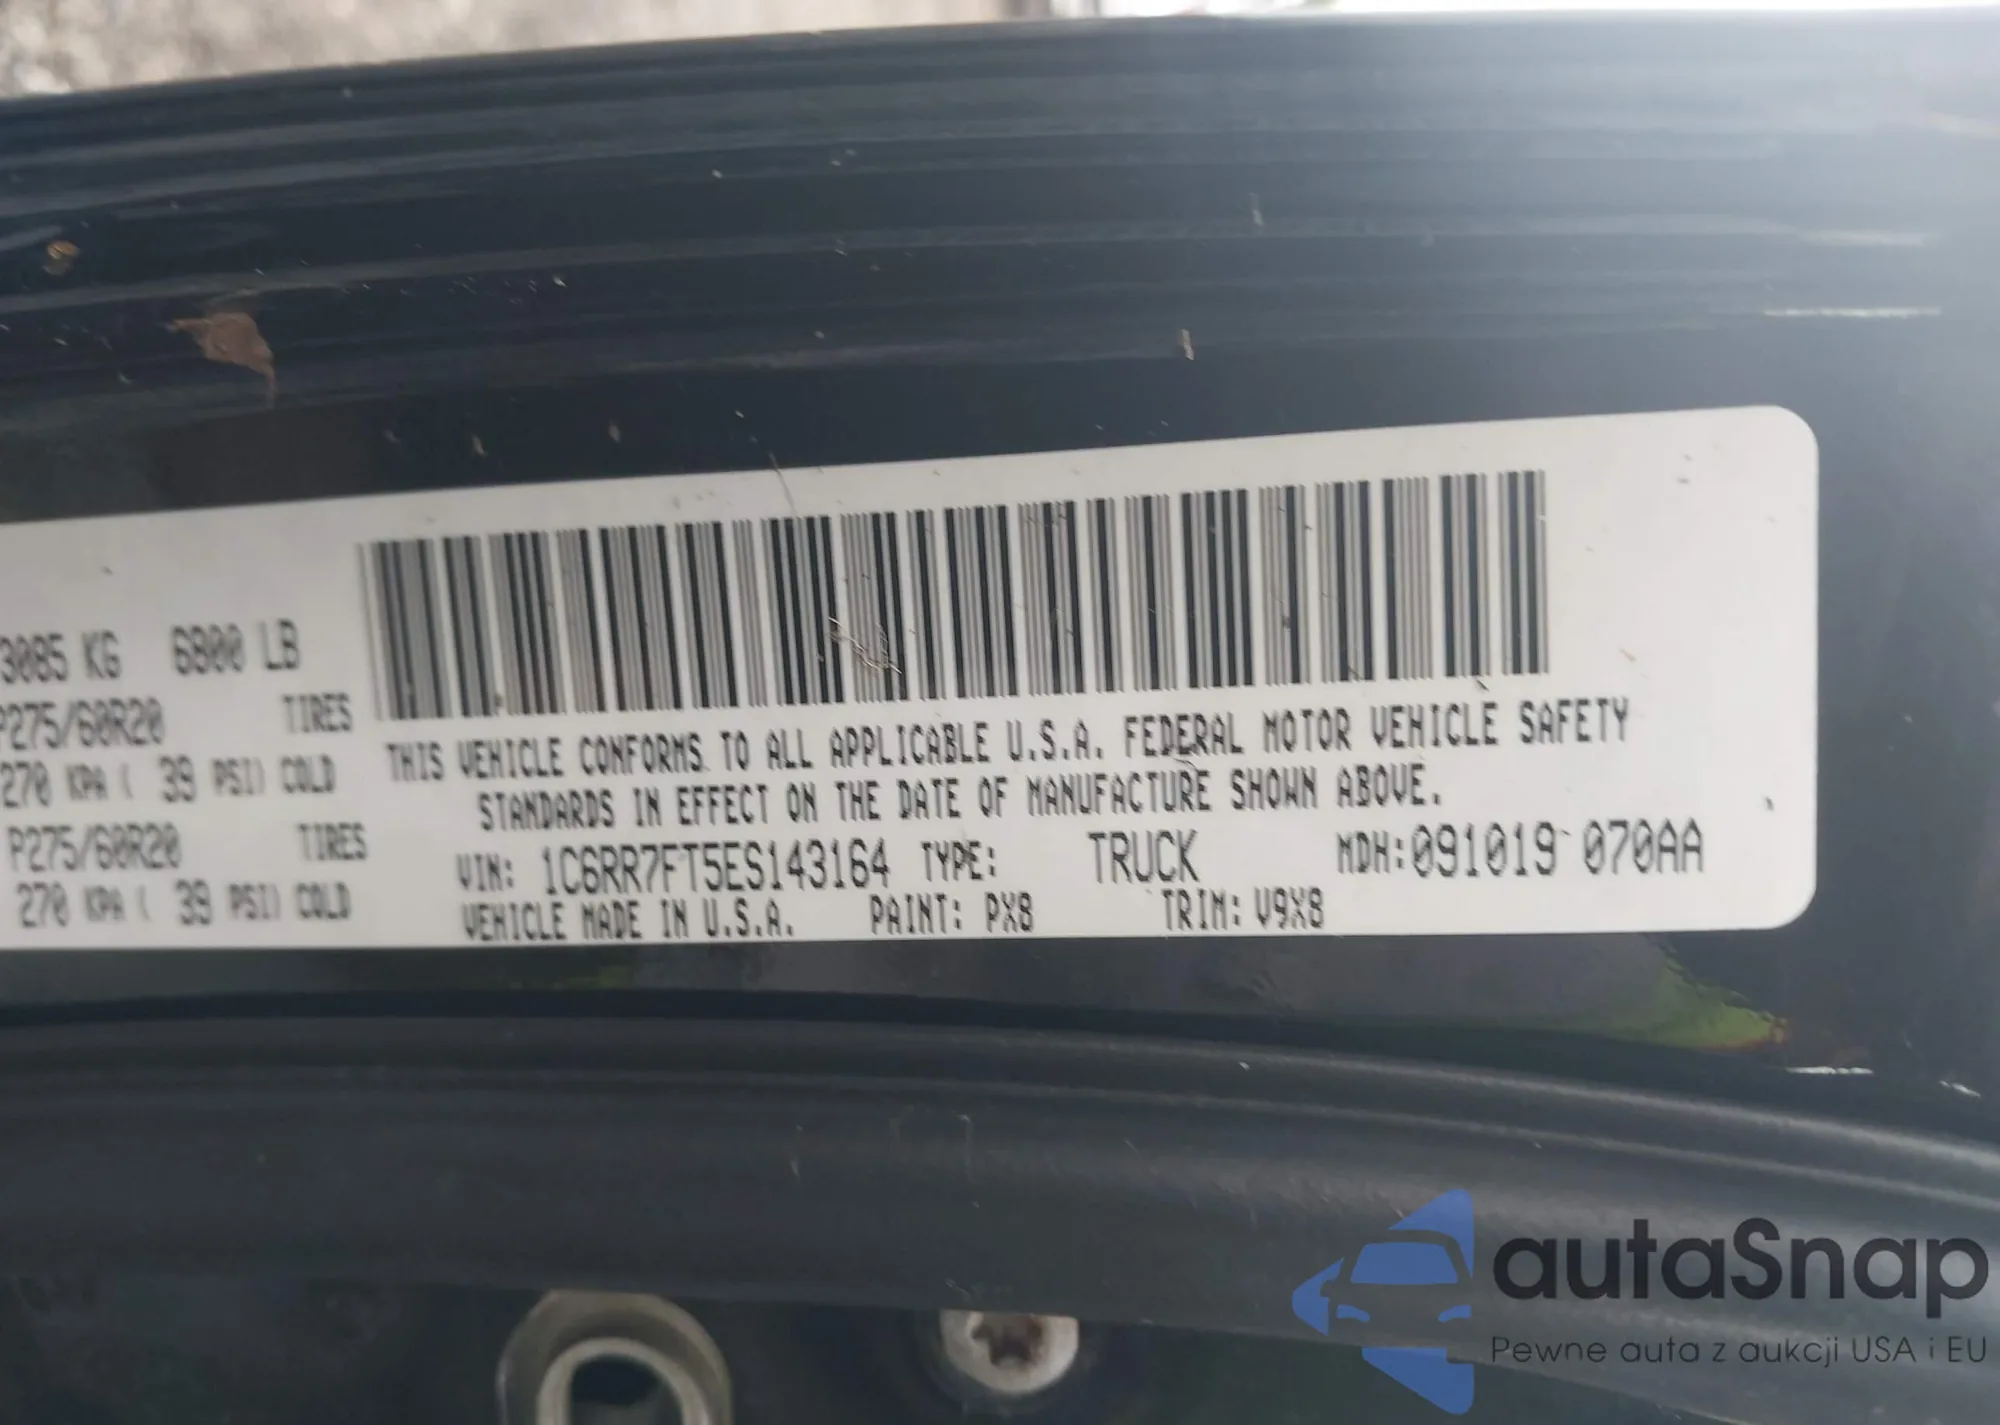 3085 KG 6800 LB
P275/60R20 TIRES
270 KPA ( 39 PSI) COLD
P275/60R20 TIRES
270 KPA ( 39 PSI) COLD
THIS VEHICLE CONFORMS TO ALL APPLICABLE U.S.A. FEDERAL MOTOR VEHICLE SAFETY
STANDARDS IN EFFECT ON THE DATE OF MANUFACTURE SHOWN ABOVE.
VIN: 1C6RR7FT5ES143164 TYPE: TRUCK MDH:091019 070AA
VEHICLE MADE IN U.S.A. PAINT: PX8 TRIM: V9X8
autaSnap
Pewne auta z aukcji USA i EU